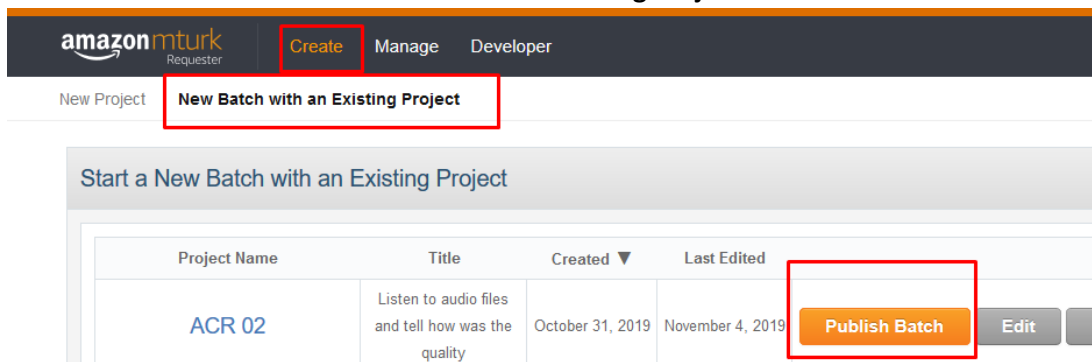 amazon mturk
Requester
Create Manage Developer
New Project New Batch with an Existing Project
Start a New Batch with an Existing Project
Project Name Title Created ▼ Last Edited
ACR 02 Listen to audio files and tell how was the quality October 31, 2019 November 4, 2019 Publish Batch Edit